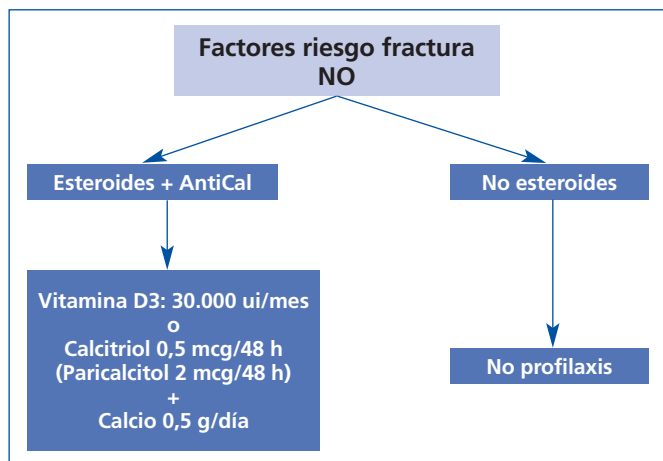 Factores riesgo fractura
NO
Esteroides + AntiCal
No esteroides
Vitamina D3: 30.000 ui/mes
o
Calcitriol 0,5 mcg/48 h
(Paricalcitol 2 mcg/48 h)
+
Calcio 0,5 g/día
No profilaxis